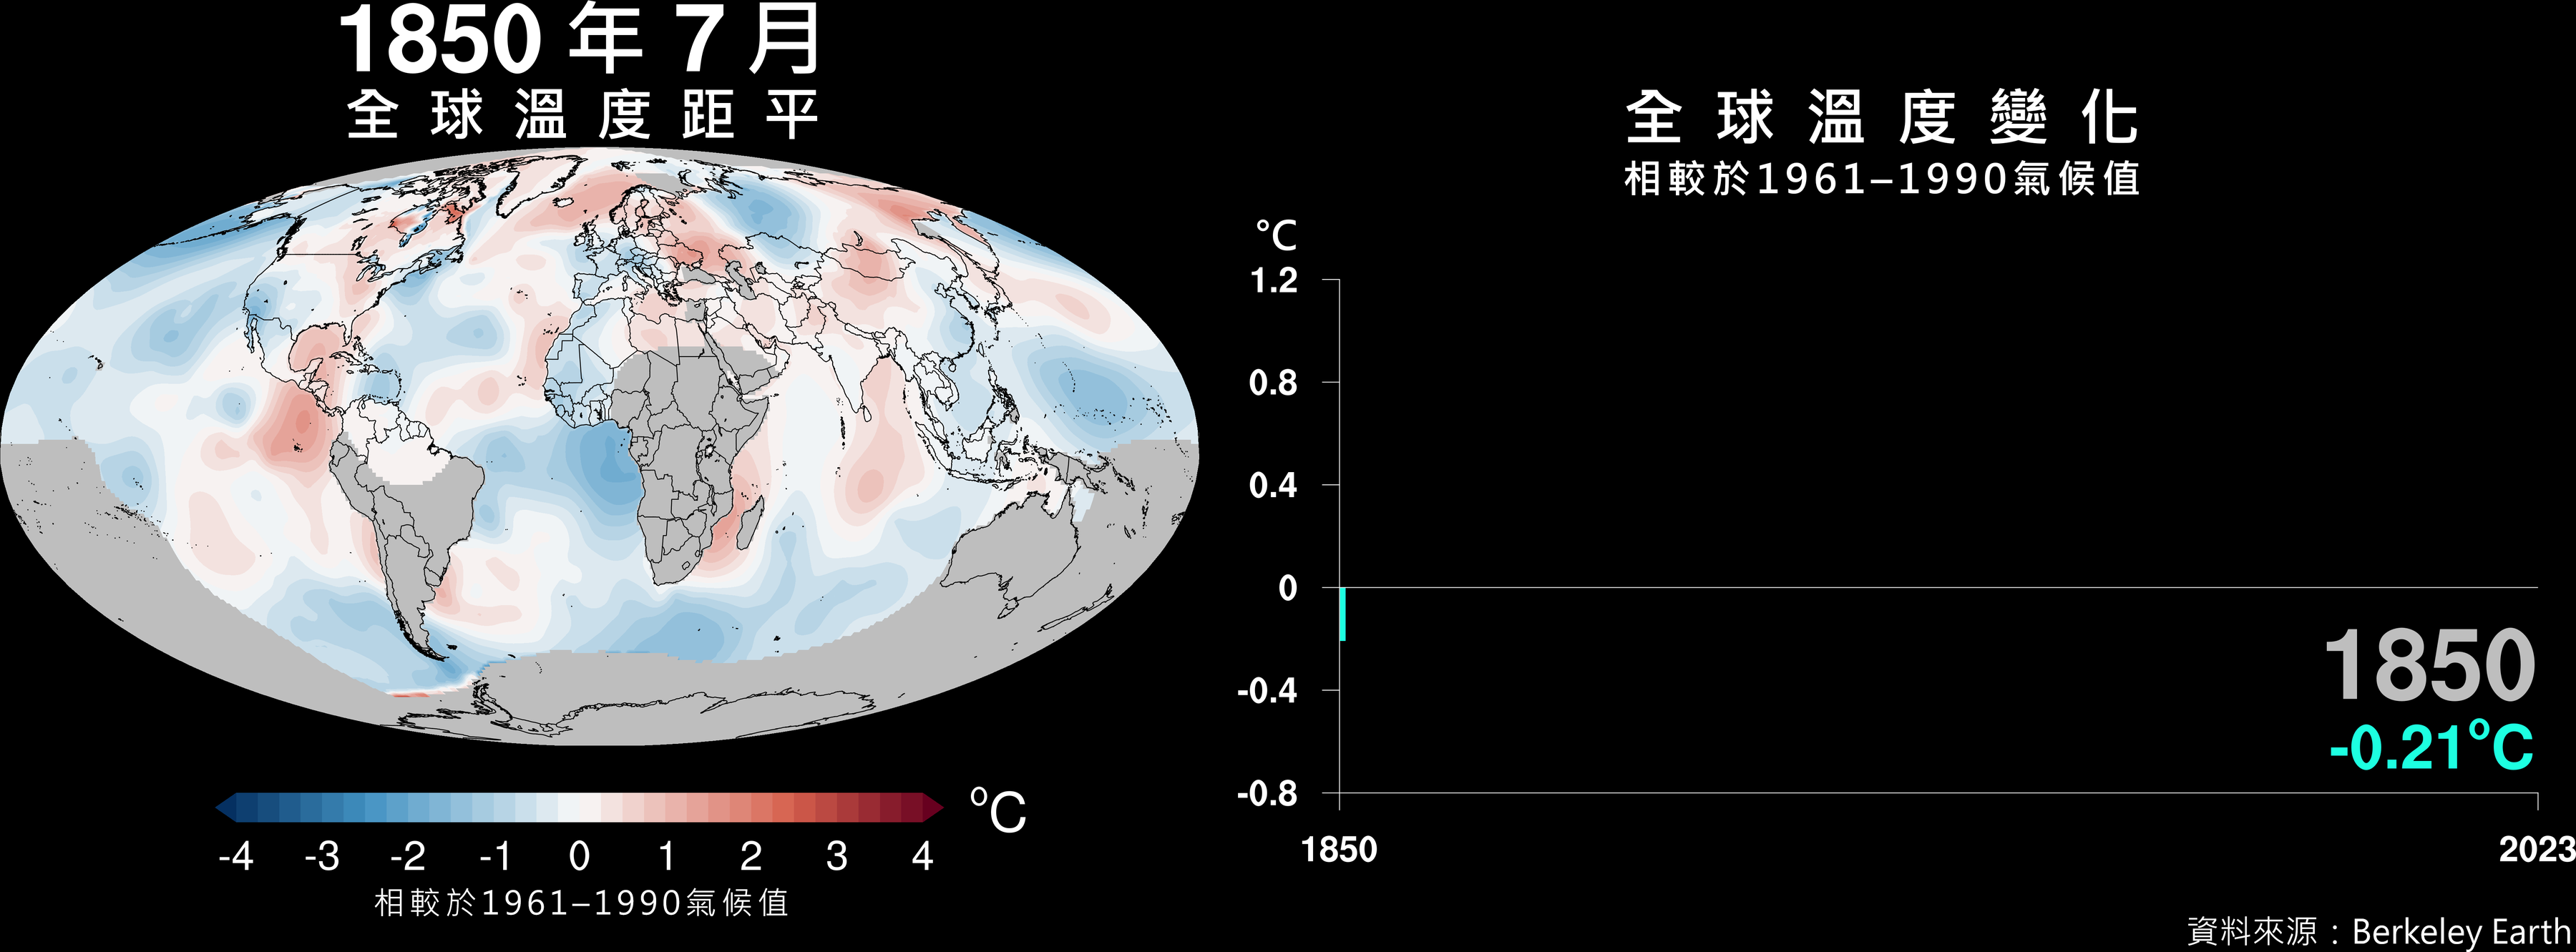 1850 年 7 月
全球溫度距平
-4 -3 -2 -1 0 1 2 3 4
ºC
相較於1961–1990氣候值
全球溫度變化
相較於1961–1990氣候值
°C
1.2
0.8
0.4
0
-0.4
-0.8
1850 2023
1850
-0.21°C
資料來源：Berkeley Earth